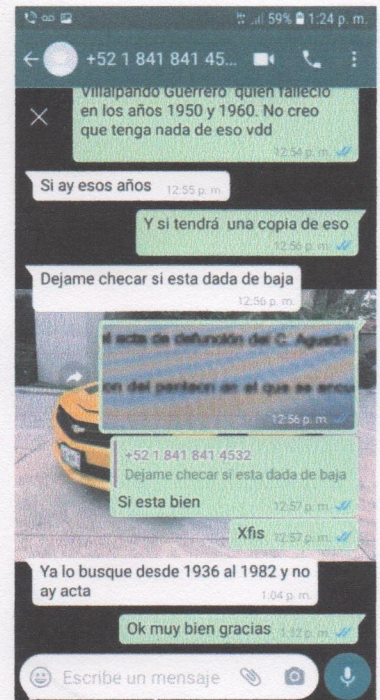 59% 1:24 p. m.
+52 1 841 841 45...
Villalpando Guerrero quien falleció
en los años 1950 y 1960. No creo
que tenga nada de eso vdd
12:54 p. m.
Si ay esos años 12:55 p. m.
Y si tendrá una copia de eso
12:56 p. m.
Dejame checar si esta dada de baja
12:56 p. m.
l acta de defunción del C. Agustín
on del panteon en el que se encu
12:56 p. m.
+52 1 841 841 4532
Dejame checar si esta dada de baja
Si esta bien 12:57 p. m.
Xfis 12:57 p. m.
Ya lo busque desde 1936 al 1982 y no
ay acta 1:04 p. m.
Ok muy bien gracias 1:12 p. m.
Escribe un mensaje